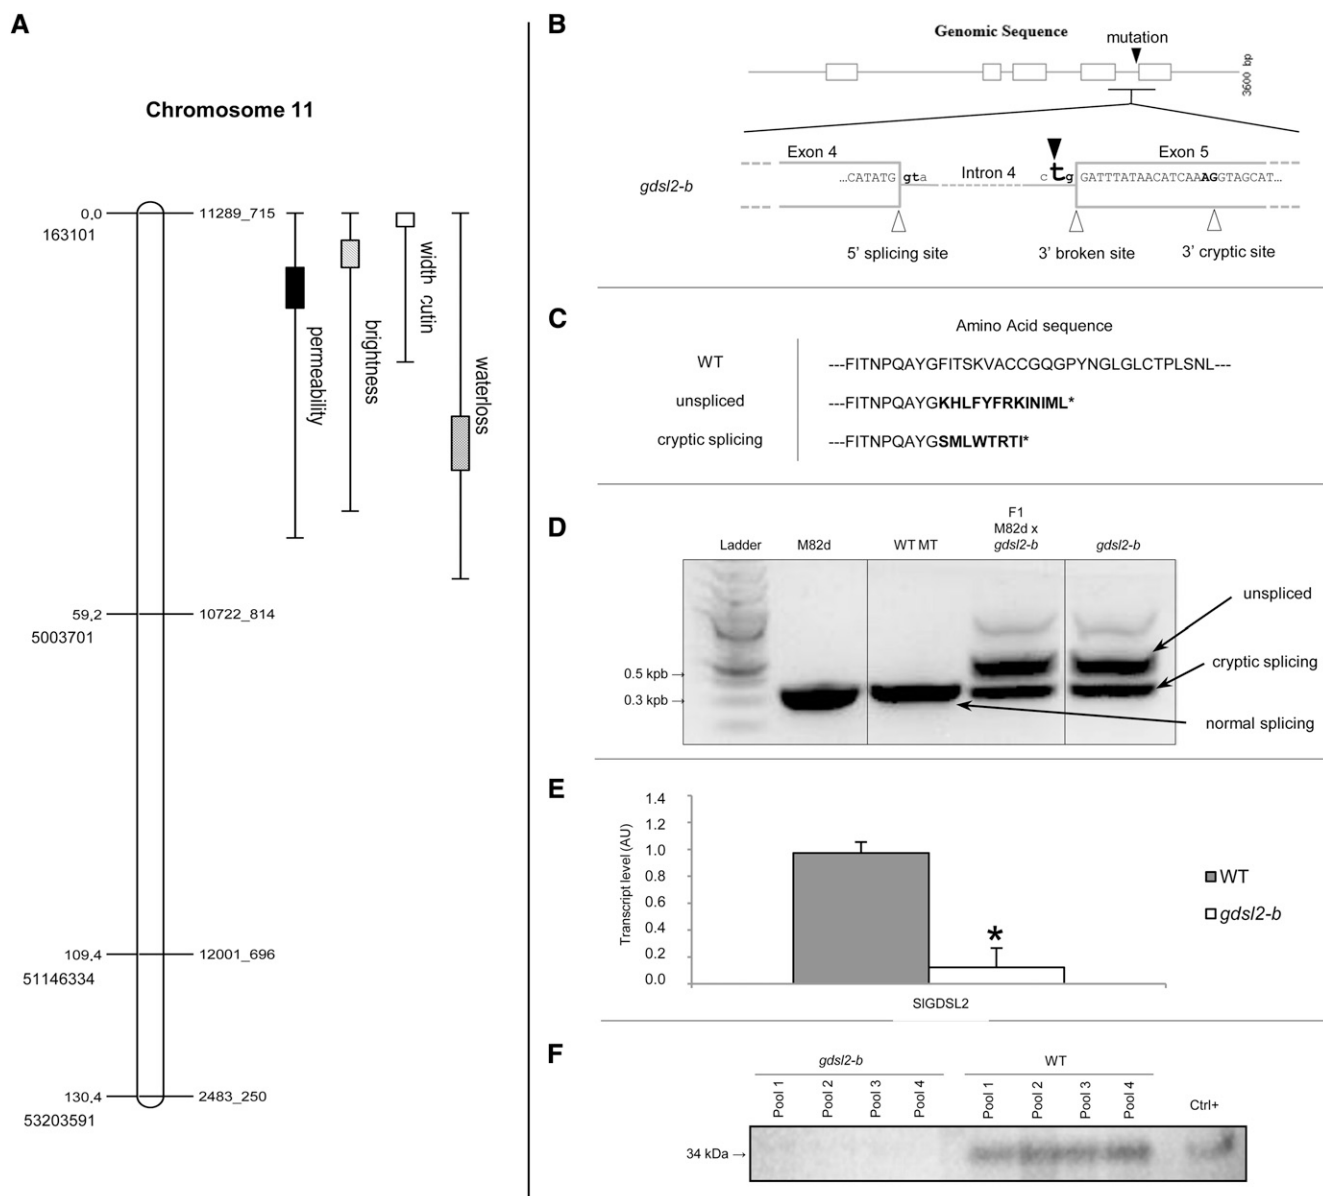 A
Chromosome 11
0,0
163101
11289_715
permeability
brightness
width cutin
waterloss
59,2
5003701
10722_814
109,4
51146334
12001_696
130,4
53203591
2483_250
B
Genomic Sequence
mutation
3600 bp
Exon 4
Exon 5
gdsl2-b
...CATATG gta
Intron 4
c t g GATTTATAACATCAAAGGTAGCAT...
5' splicing site
3' broken site
3' cryptic site
C
Amino Acid sequence
WT
---FITNPQAYGFITSKVACCGQGPYNGLGLCTPLSNL---
unspliced
---FITNPQAYGKHLFYFRKINIML*
cryptic splicing
---FITNPQAYGSMLWTRTI*
D
Ladder
M82d
WT MT
F1
M82d x
gdsl2-b
gdsl2-b
0.5 kpb →
0.3 kpb →
unspliced
cryptic splicing
normal splicing
E
Transcript level (AU)
1.4
1.2
1.0
0.8
0.6
0.4
0.2
0.0
*
SlGDSL2
WT
gdsl2-b
F
gdsl2-b
WT
Pool 1
Pool 2
Pool 3
Pool 4
Pool 1
Pool 2
Pool 3
Pool 4
Ctrl+
34 kDa →